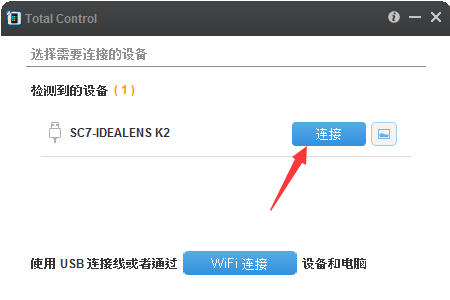 Total Control
选择需要连接的设备
检测到的设备 ( 1 )
SC7-IDEALENS K2 连接
使用 USB 连接线或者通过 WiFi 连接 设备和电脑